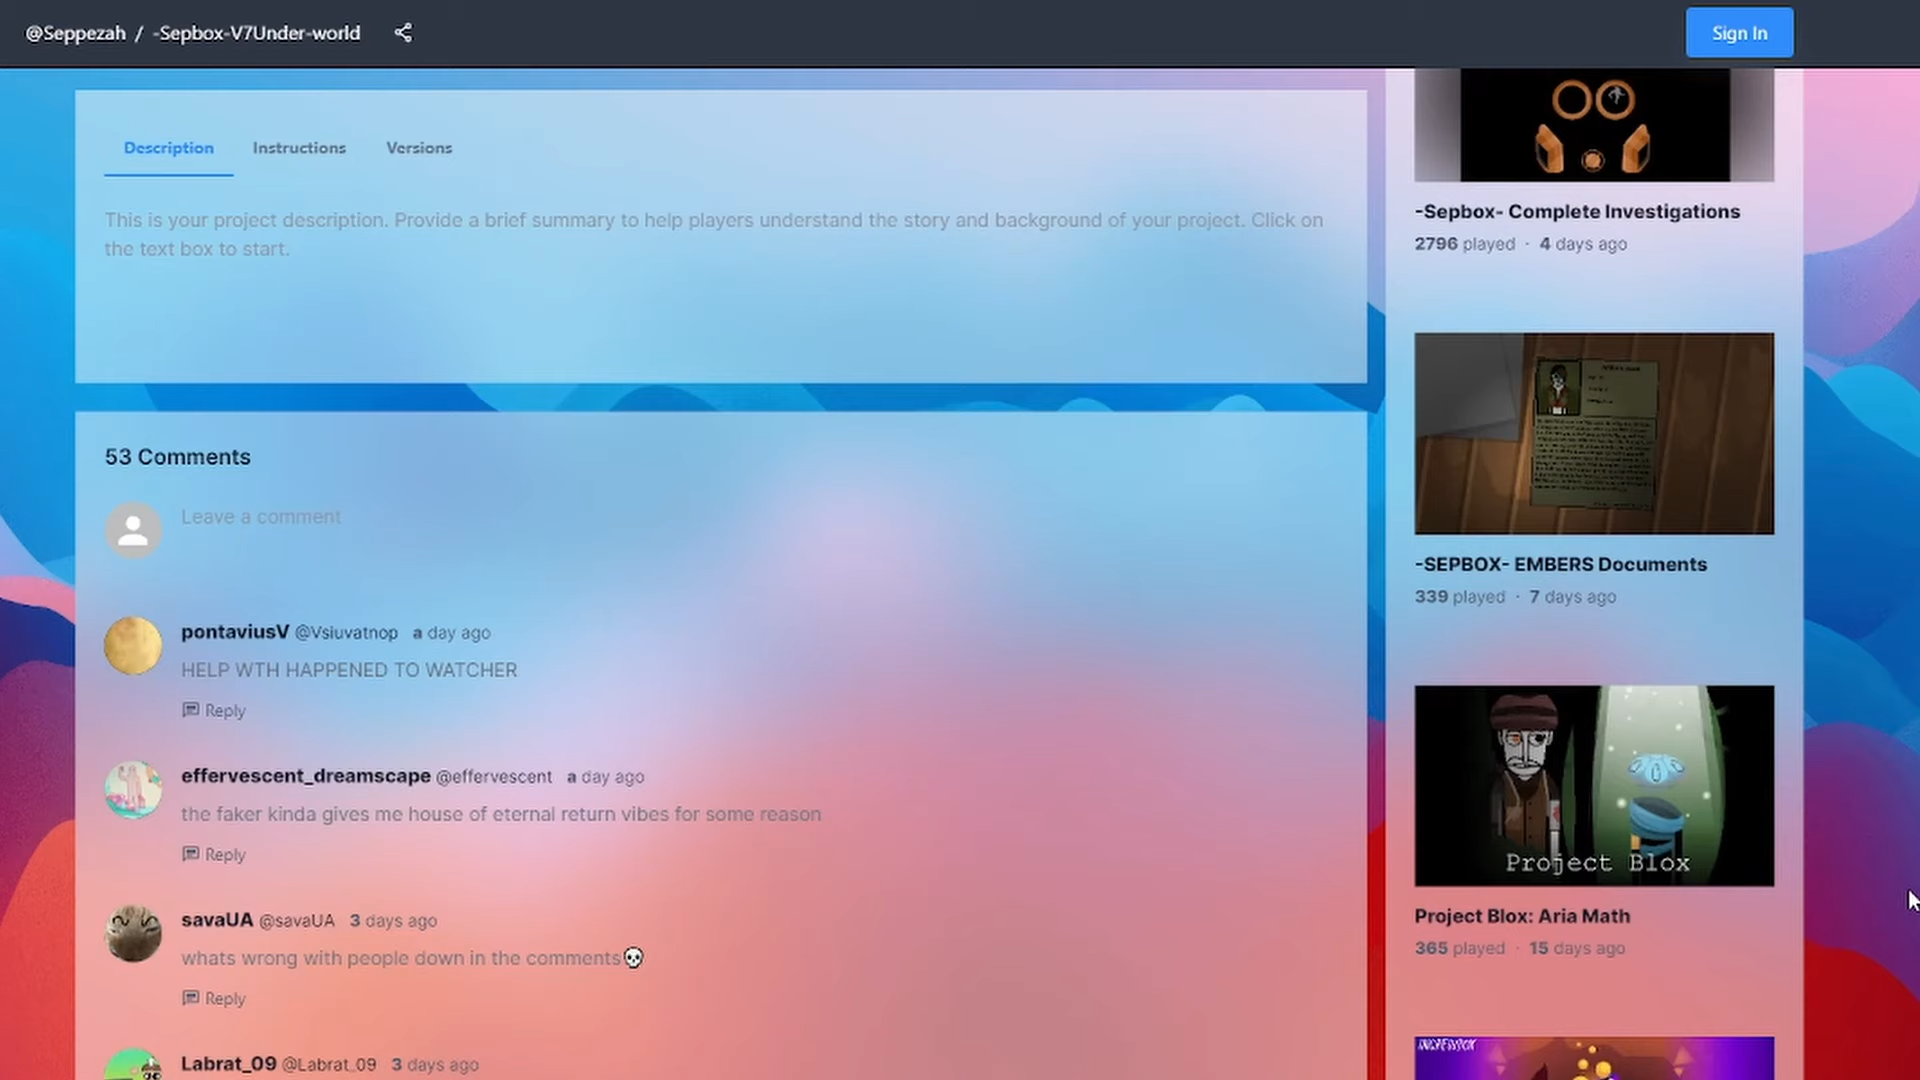 @Seppezah / -Sepbox-V7Under-world
Sign In
Description
Instructions
Versions
This is your project description. Provide a brief summary to help players understand the story and background of your project. Click on
the text box to start.
53 Comments
Leave a comment
pontaviusV @Vsiuvatnop a day ago
HELP WTH HAPPENED TO WATCHER
Reply
effervescent_dreamscape @effervescent a day ago
the faker kinda gives me house of eternal return vibes for some reason
Reply
savaUA @savaUA 3 days ago
whats wrong with people down in the comments💀
Reply
Labrat_09 @Labrat_09 3 days ago
-Sepbox- Complete Investigations
2796 played · 4 days ago
-SEPBOX- EMBERS Documents
339 played · 7 days ago
Project Blox
Project Blox: Aria Math
365 played · 15 days ago
INCREDIBOX